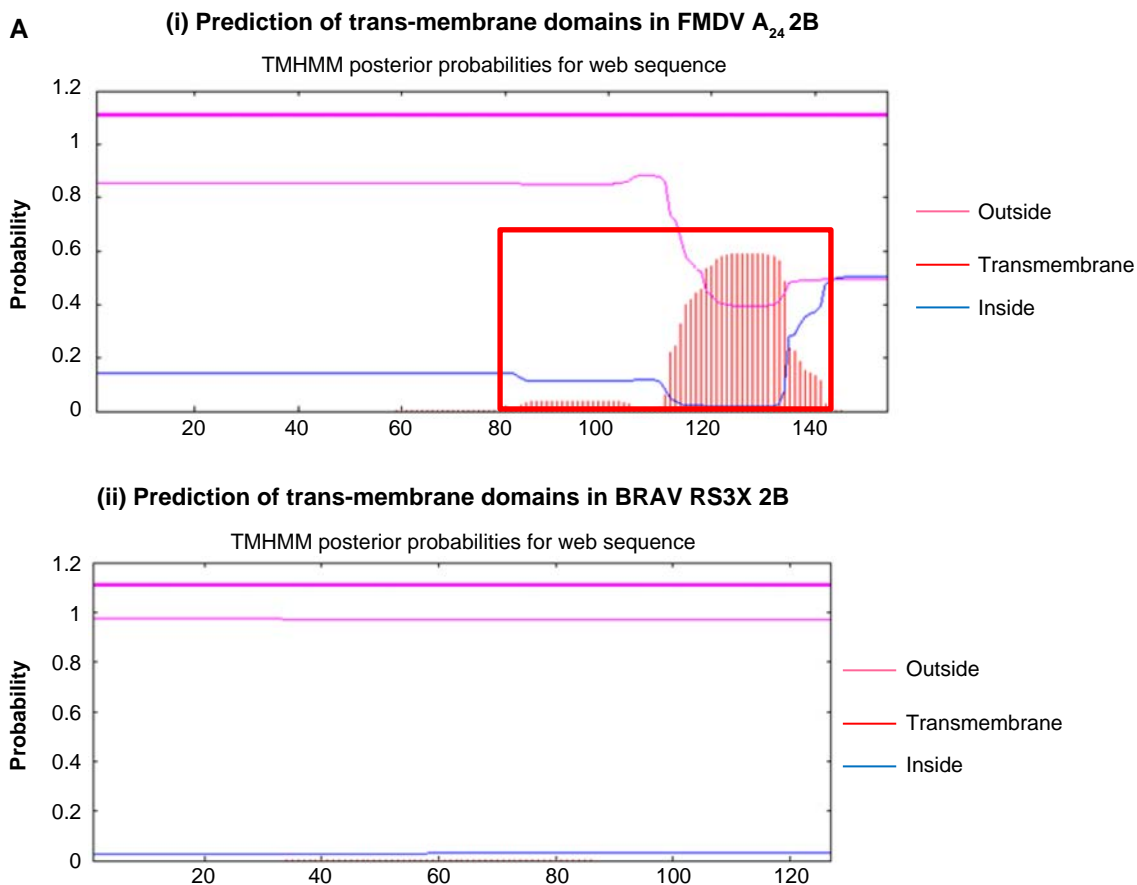 A
(i) Prediction of trans-membrane domains in FMDV A24 2B
TMHMM posterior probabilities for web sequence
1.2
1
0.8
0.6
0.4
0.2
0
Probability
20 40 60 80 100 120 140
Outside
Transmembrane
Inside
(ii) Prediction of trans-membrane domains in BRAV RS3X 2B
TMHMM posterior probabilities for web sequence
1.2
1
0.8
0.6
0.4
0.2
0
Probability
20 40 60 80 100 120
Outside
Transmembrane
Inside